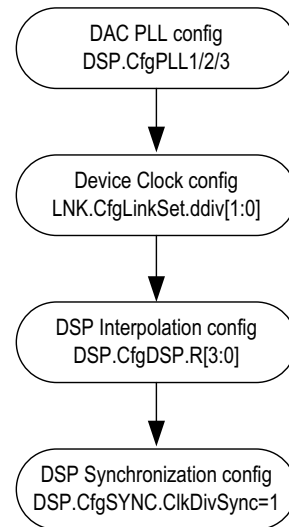 DAC PLL config
DSP.CfgPLL1/2/3
Device Clock config
LNK.CfgLinkSet.ddiv[1:0]
DSP Interpolation config
DSP.CfgDSP.R[3:0]
DSP Synchronization config
DSP.CfgSYNC.ClkDivSync=1